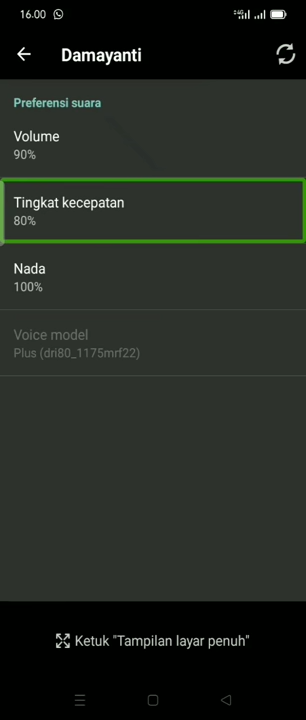 16.00
Damayanti
Preferensi suara
Volume
90%
Tingkat kecepatan
80%
Nada
100%
Voice model
Plus (dri80_1175mrf22)
Ketuk "Tampilan layar penuh"